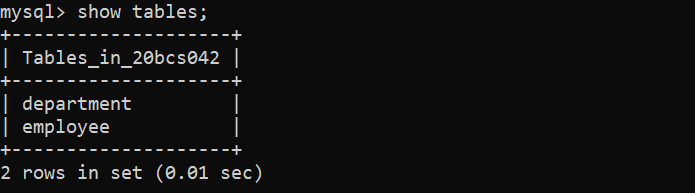 mysql> show tables;
+--------------------+
| Tables_in_20bcs042 |
+--------------------+
| department         |
| employee           |
+--------------------+
2 rows in set (0.01 sec)